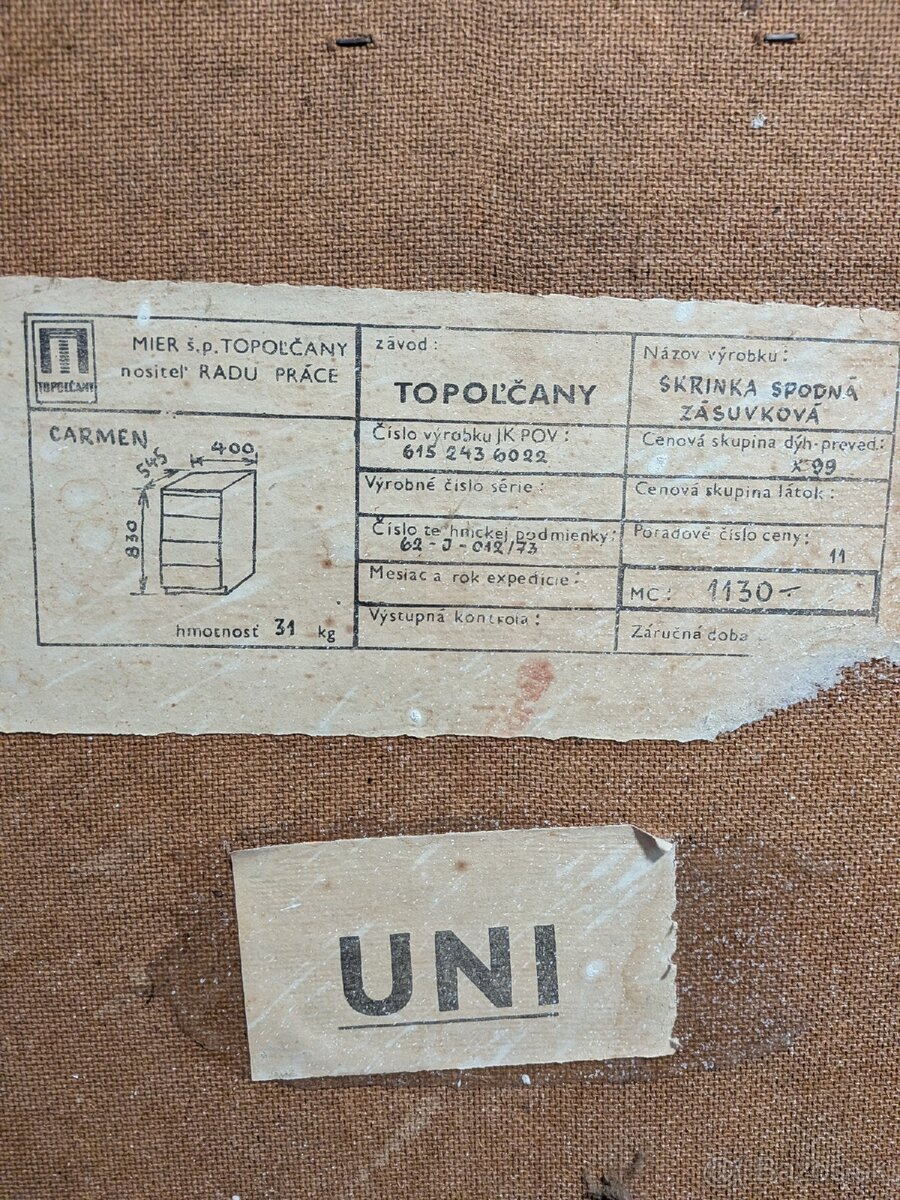 TOPOĽČANY
MIER š.p. TOPOĽČANY
nositeľ RADU PRÁCE
CARMEN
545
400
830
hmotnosť 31 kg
závod:
TOPOĽČANY
Číslo výrobku JK POV:
615 243 6022
Výrobné číslo série:
Číslo technickej podmienky:
62-J-012/73
Mesiac a rok expedície:
Výstupná kontrola:
Názov výrobku:
SKRINKA SPODNÁ
ZÁSUVKOVÁ
Cenová skupina dýh-preved.:
x 99
Cenová skupina látok:
Poradové číslo ceny:
11
MC: 1130-
Záručná doba
UNI
Bazos.sk